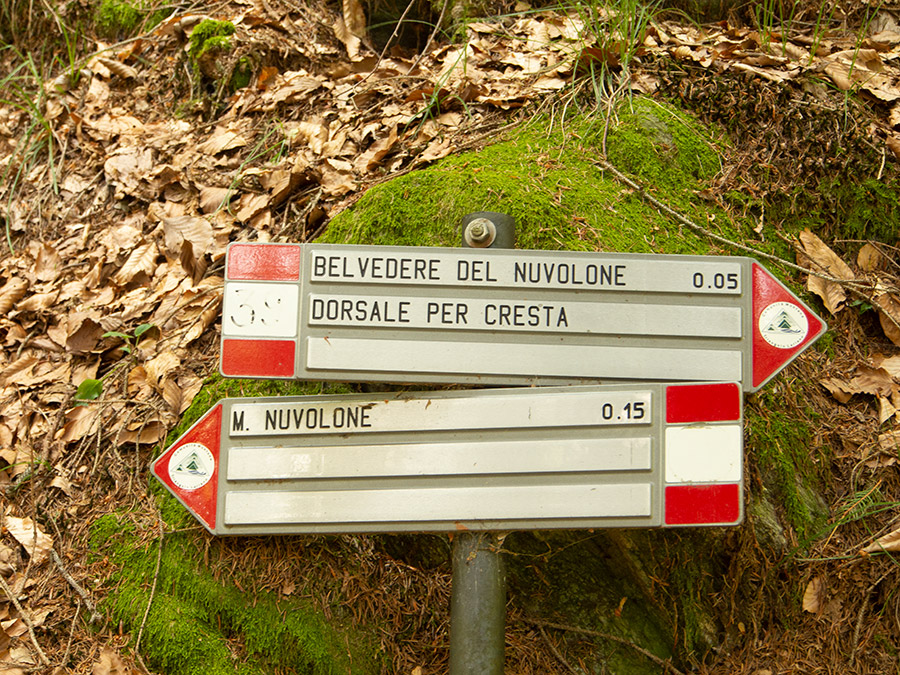 BELVEDERE DEL NUVOLONE 0.05
DORSALE PER CRESTA
M. NUVOLONE 0.15